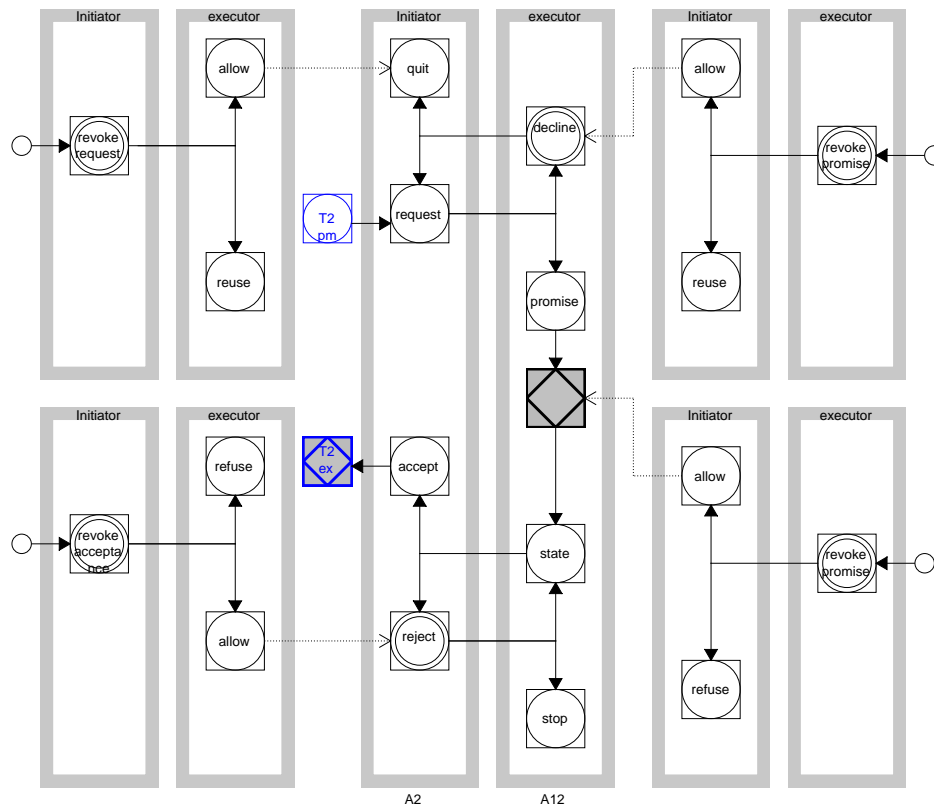 Initiator
executor
Initiator
executor
Initiator
executor
allow
quit
allow
decline
revoke
request
revoke
promise
T2
pm
request
reuse
promise
reuse
Initiator
executor
Initiator
executor
refuse
T2
ex
accept
allow
revoke
accepta
nce
state
revoke
promise
allow
reject
refuse
stop
A2
A12